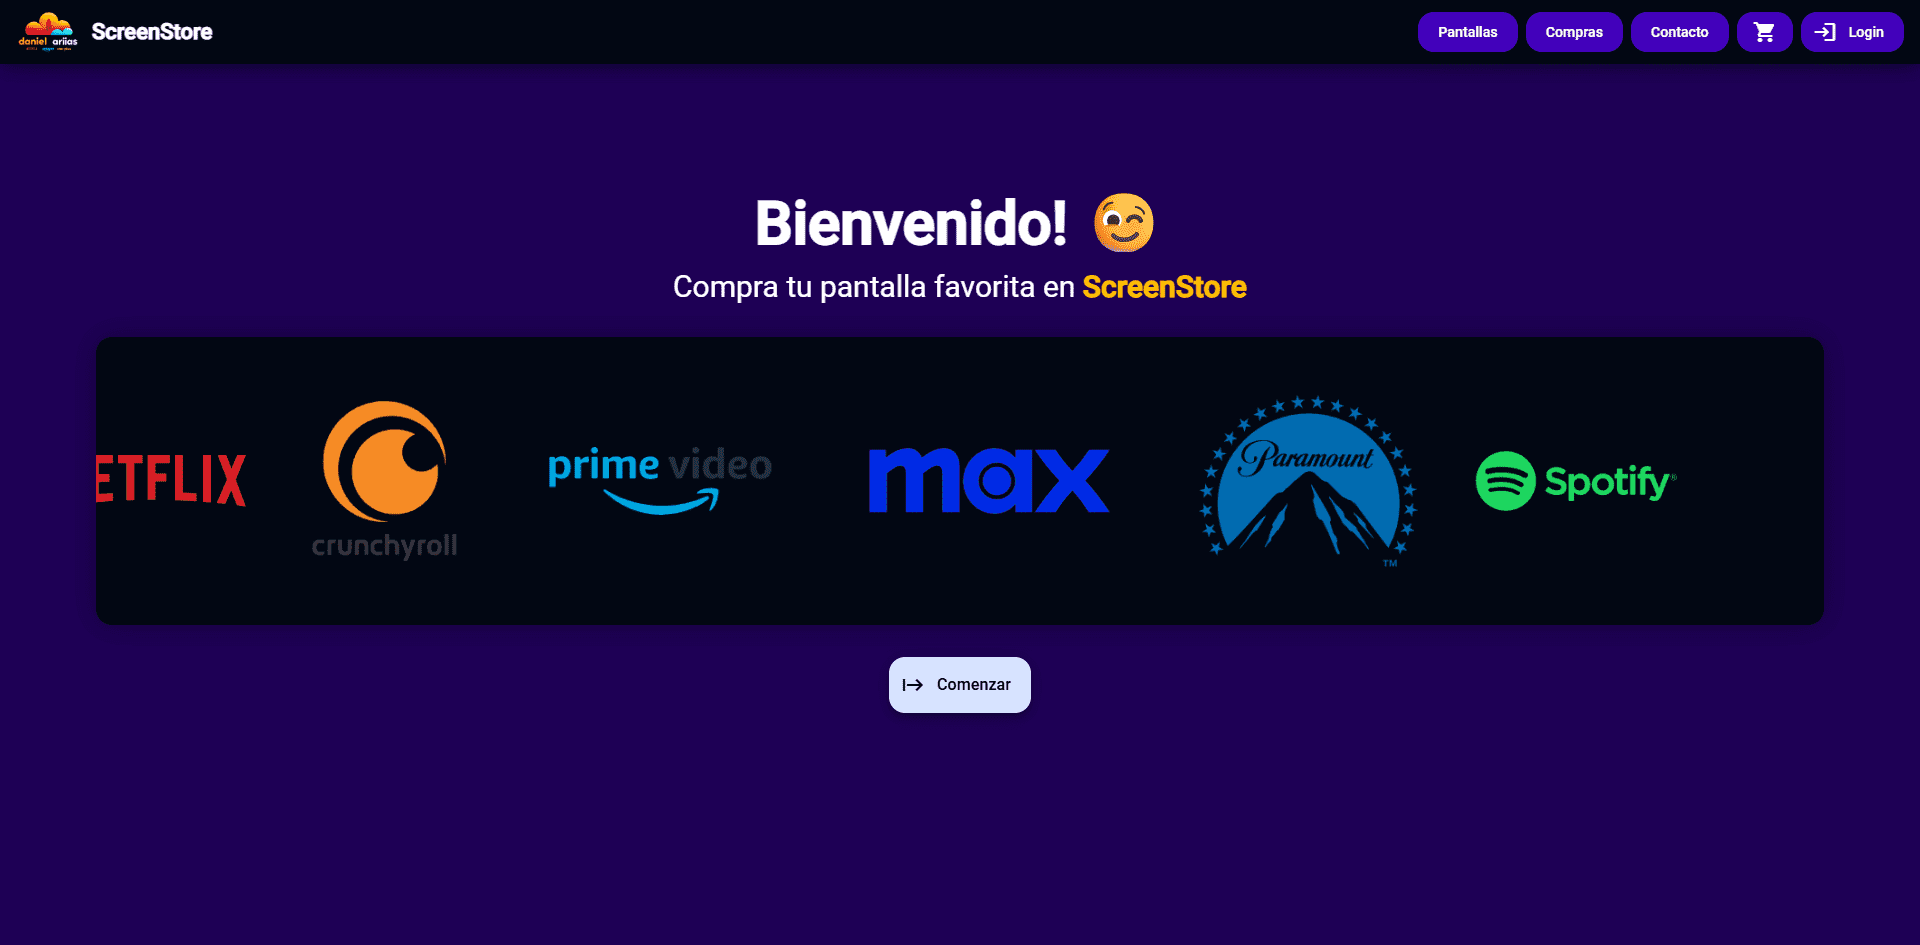 daniel ariias
ScreenStore
Pantallas
Compras
Contacto
Login
Bienvenido!
Compra tu pantalla favorita en ScreenStore
ETFLIX
crunchyroll
prime video
max
Paramount
TM
Spotify®
Comenzar